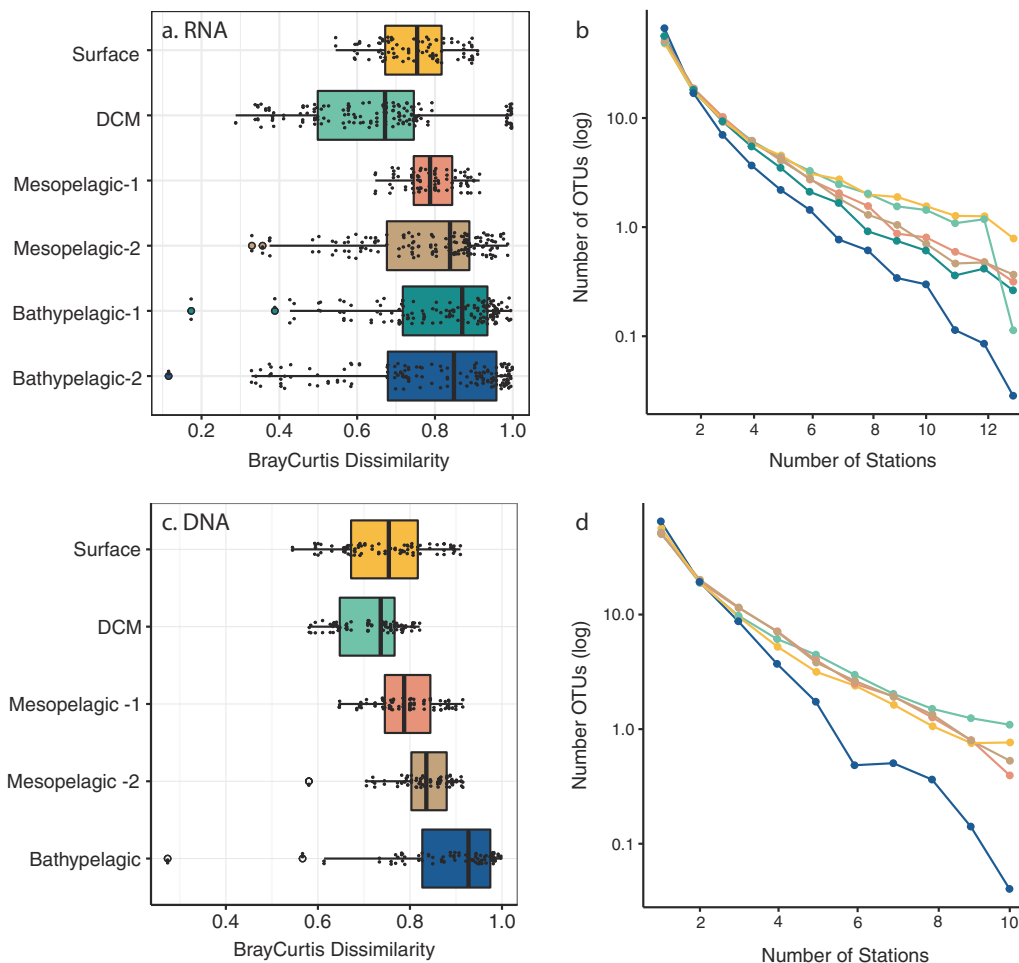 a. RNA
Surface
DCM
Mesopelagic-1
Mesopelagic-2
Bathypelagic-1
Bathypelagic-2
0.2 0.4 0.6 0.8 1.0
BrayCurtis Dissimilarity
b
Number of OTUs (log)
10.0
1.0
0.1
2 4 6 8 10 12
Number of Stations
c. DNA
Surface
DCM
Mesopelagic -1
Mesopelagic -2
Bathypelagic
0.4 0.6 0.8 1.0
BrayCurtis Dissimilarity
d
Number OTUs (log)
10.0
1.0
0.1
2 4 6 8 10
Number of Stations